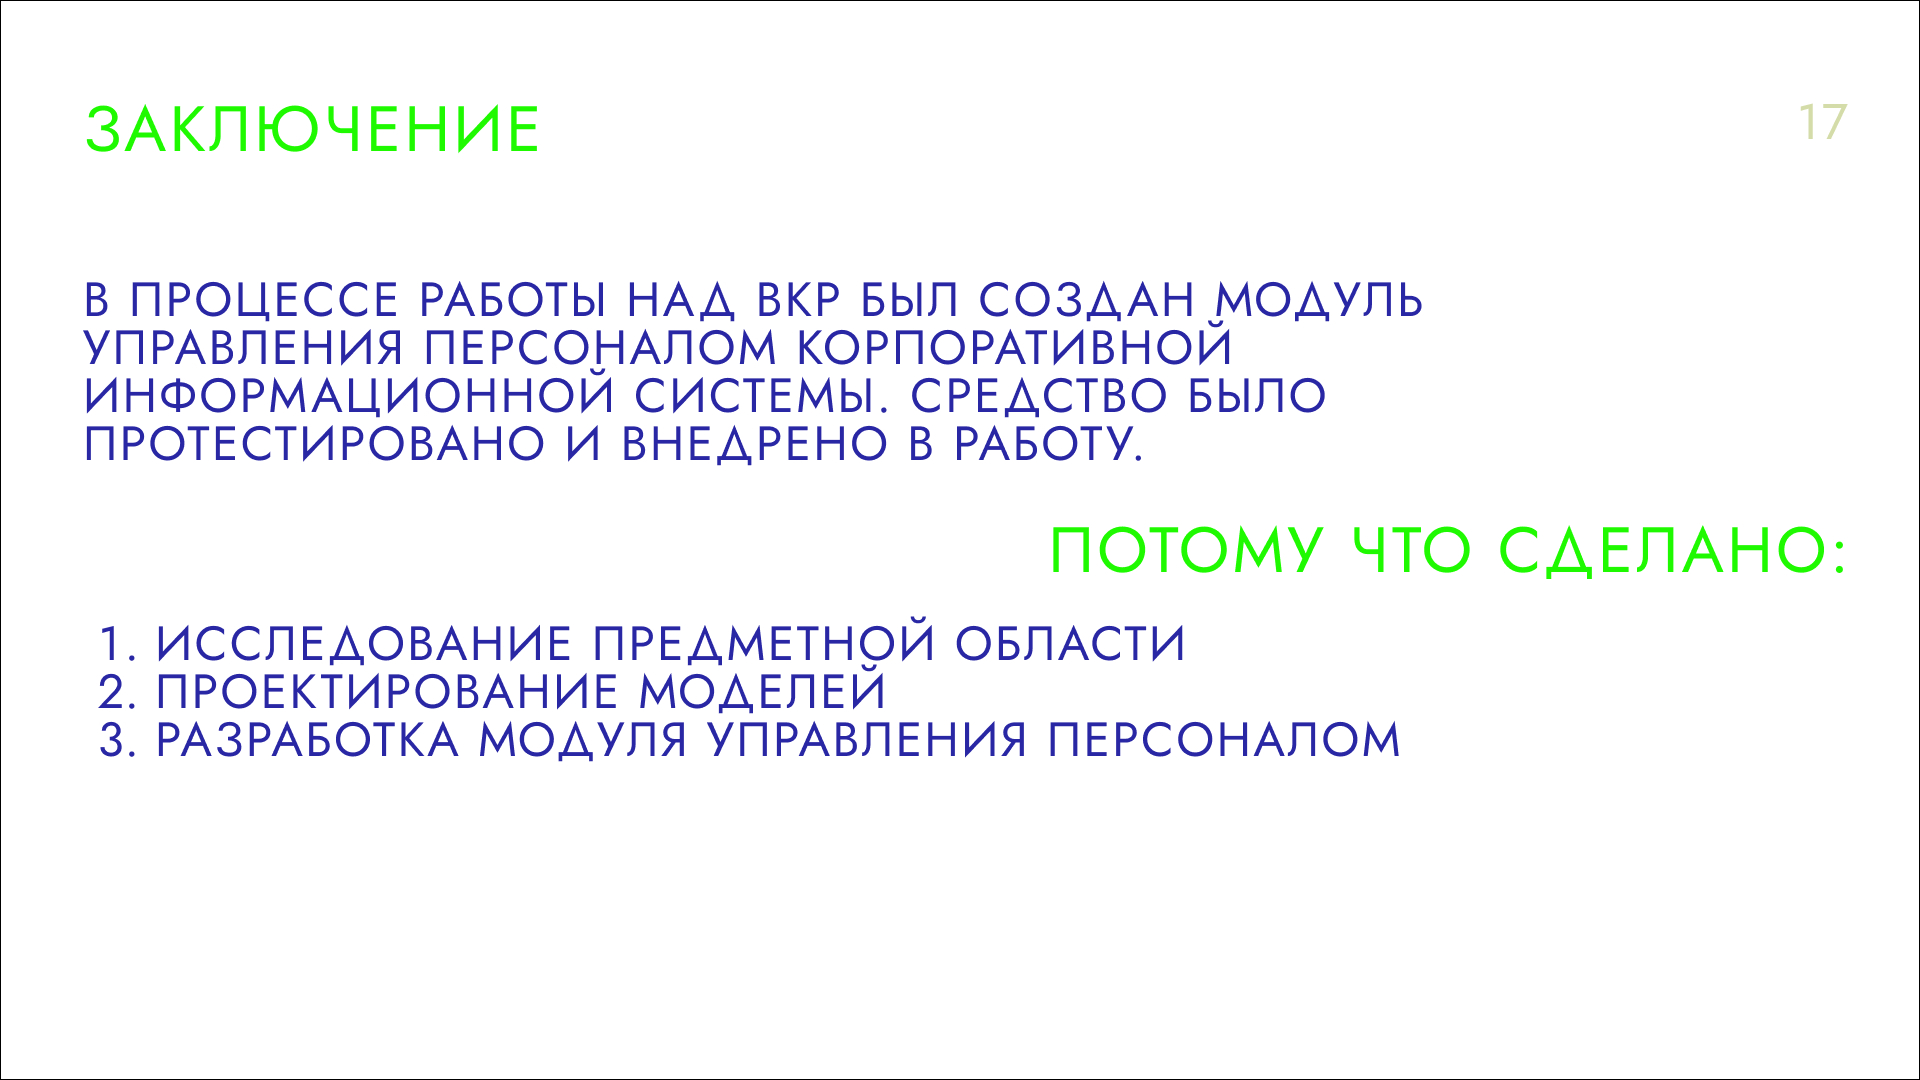 ЗАКЛЮЧЕНИЕ
17
В ПРОЦЕССЕ РАБОТЫ НАД ВКР БЫЛ СОЗДАН МОДУЛЬ
УПРАВЛЕНИЯ ПЕРСОНАЛОМ КОРПОРАТИВНОЙ
ИНФОРМАЦИОННОЙ СИСТЕМЫ. СРЕДСТВО БЫЛО
ПРОТЕСТИРОВАНО И ВНЕДРЕНО В РАБОТУ.
ПОТОМУ ЧТО СДЕЛАНО:
1. ИССЛЕДОВАНИЕ ПРЕДМЕТНОЙ ОБЛАСТИ
2. ПРОЕКТИРОВАНИЕ МОДЕЛЕЙ
3. РАЗРАБОТКА МОДУЛЯ УПРАВЛЕНИЯ ПЕРСОНАЛОМ